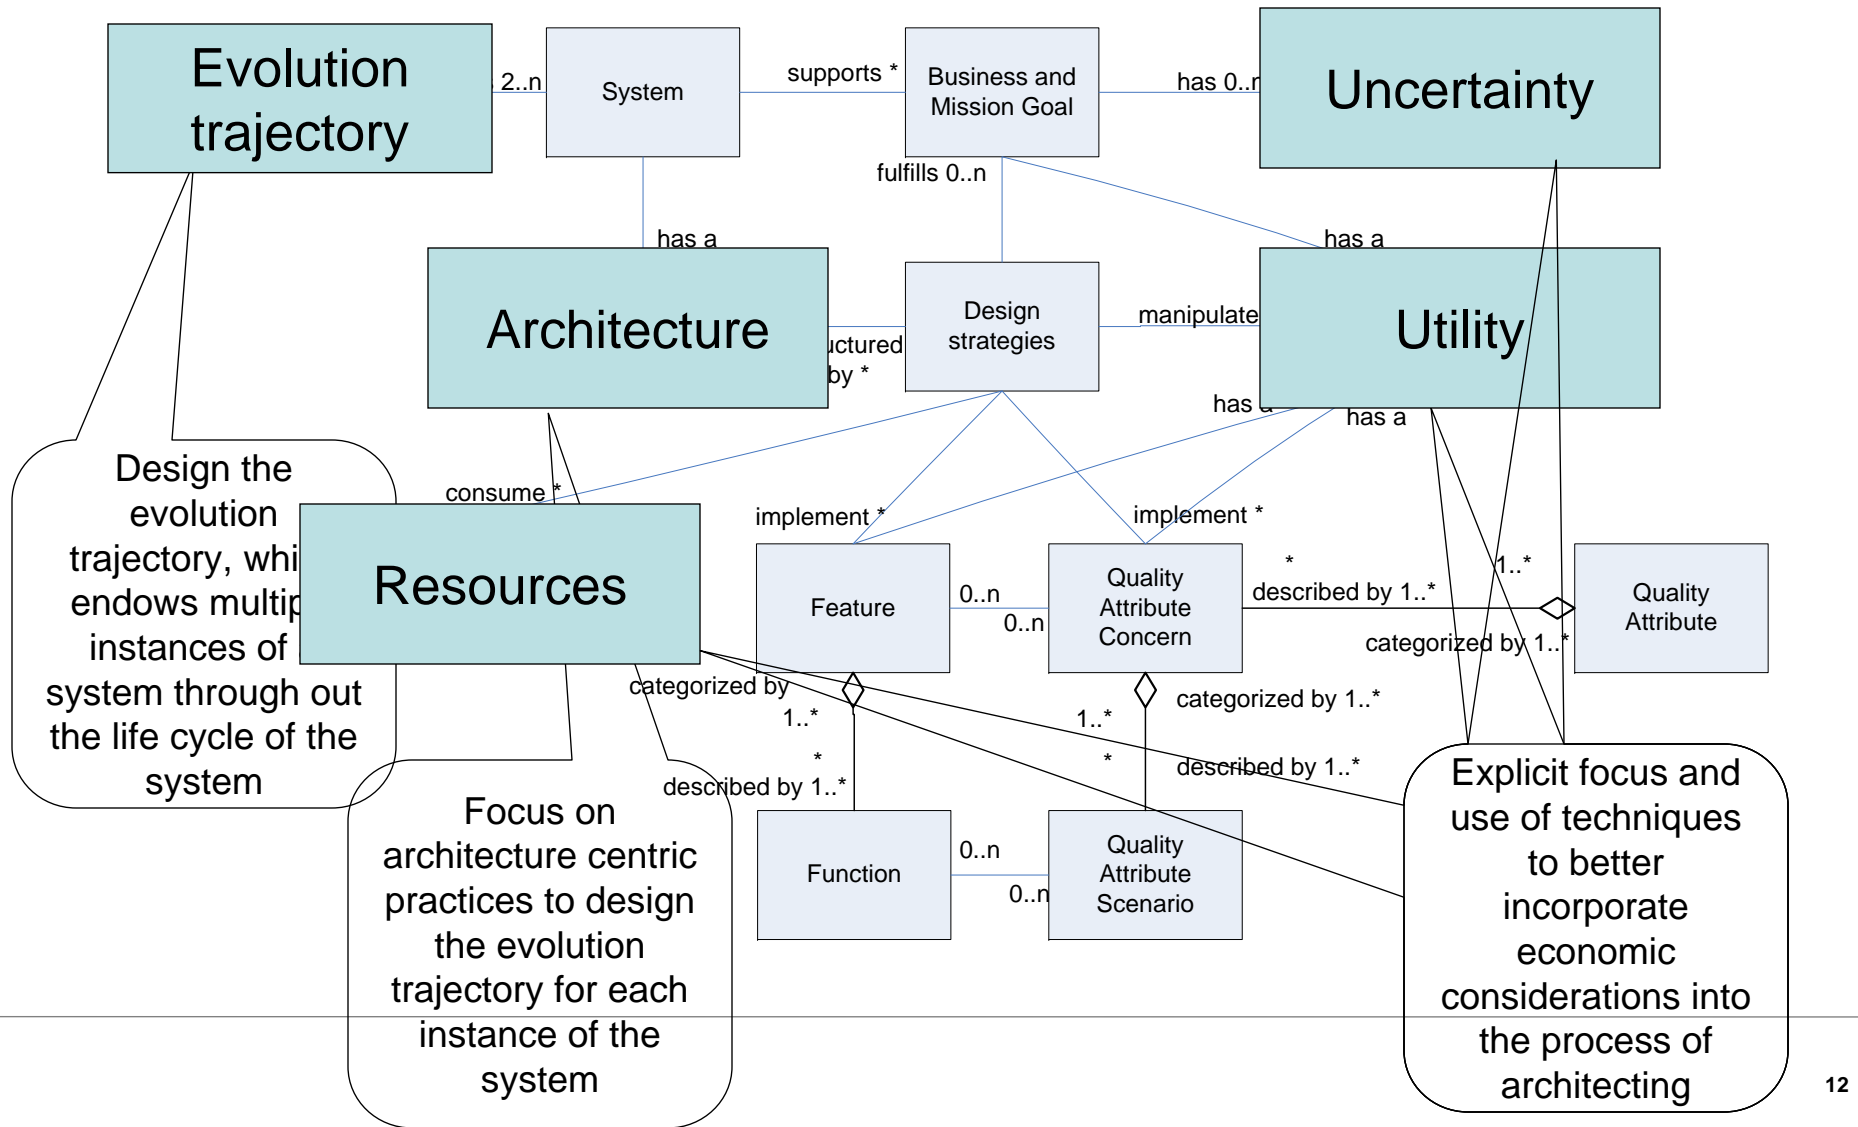 Evolution
trajectory
2..n
System
supports *
Business and
Mission Goal
has 0..n
Uncertainty
fulfills 0..n
has a
has a
Architecture
Design
strategies
manipulate
Utility
by *
has a
has a
consume *
implement *
implement *
Design the
evolution
trajectory,
endows
instances of
system through out
the life cycle of the
system
Resources
Feature
0..n
0..n
Quality
Attribute
Concern
*
described by 1..*
1..*
categorized by 1..*
Quality
Attribute
categorized by
1..*
*
described by 1..*
1..*
*
categorized by 1..*
described by 1..*
Function
0..n
0..n
Quality
Attribute
Scenario
Focus on
architecture centric
practices to design
the evolution
trajectory for each
instance of the
system
Explicit focus and
use of techniques
to better
incorporate
economic
considerations into
the process of
architecting
12